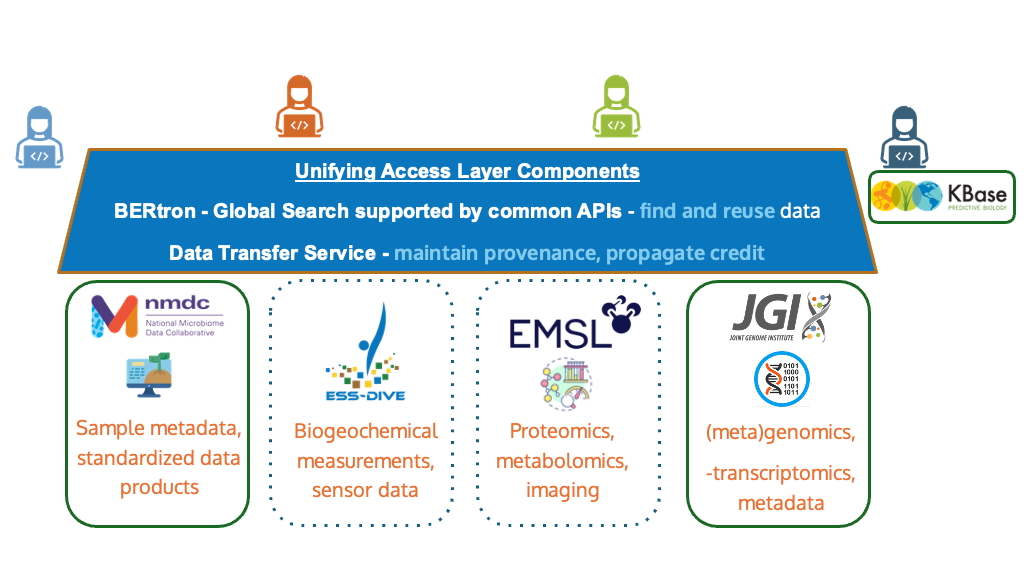 Unifying Access Layer Components
BERtron - Global Search supported by common APIs - find and reuse data
Data Transfer Service - maintain provenance, propagate credit
KBase
PREDICTIVE BIOLOGY
nmdc
National Microbiome
Data Collaborative
Sample metadata,
standardized data
products
ESS-DIVE
Biogeochemical
measurements,
sensor data
EMSL
Proteomics,
metabolomics,
imaging
JGI
JOINT GENOME INSTITUTE
0101
1000
0101
1101
1011
(meta)genomics,
-transcriptomics,
metadata